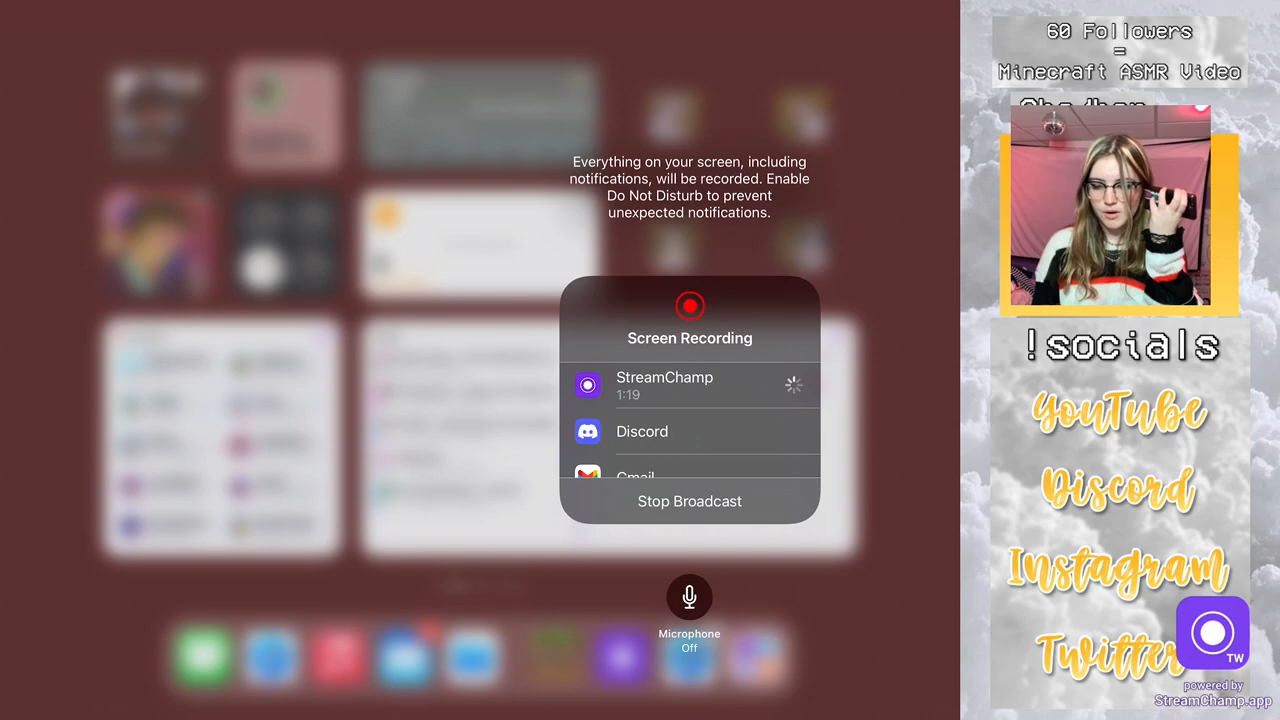 Everything on your screen, including
notifications, will be recorded. Enable
Do Not Disturb to prevent
unexpected notifications.
Screen Recording
StreamChamp
1:19
Discord
Gmail
Stop Broadcast
Microphone
Off
60 Followers
=
Minecraft ASMR Video
!socials
YouTube
Discord
Instagram
Twitter
TW
powered by
StreamChamp.app